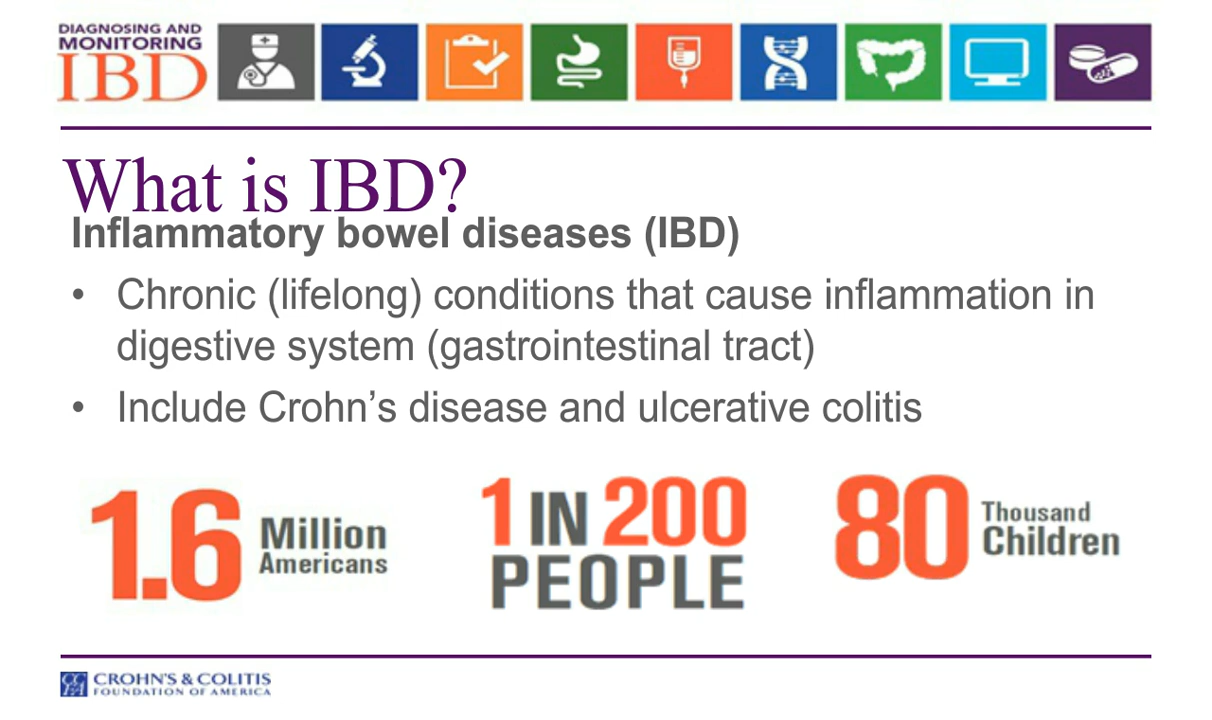 DIAGNOSING AND
MONITORING
IBD
What is IBD?
Inflammatory bowel diseases (IBD)
• Chronic (lifelong) conditions that cause inflammation in
digestive system (gastrointestinal tract)
• Include Crohn’s disease and ulcerative colitis
1.6 Million
Americans
1 IN 200
PEOPLE
80 Thousand
Children
CCFA
CROHN'S & COLITIS
FOUNDATION OF AMERICA